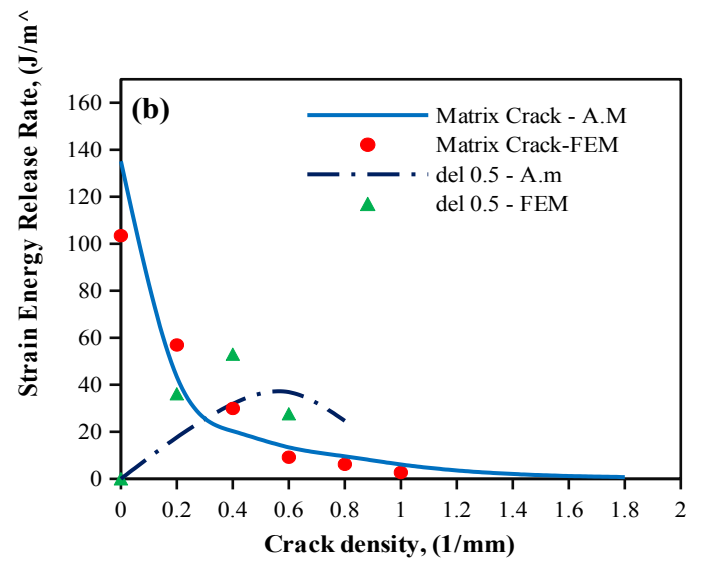 Strain Energy Release Rate, (J/m^
160
140
120
100
80
60
40
20
0
(b)
Matrix Crack - A.M
Matrix Crack-FEM
del 0.5 - A.m
del 0.5 - FEM
0 0.2 0.4 0.6 0.8 1 1.2 1.4 1.6 1.8 2
Crack density, (1/mm)